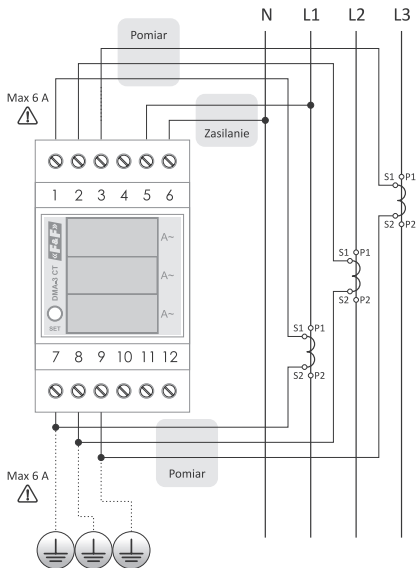 N L1 L2 L3
Pomiar
Max 6 A
Zasilanie
1 2 3 4 5 6
S1 P1
S2 P2
S1 P1
S2 P2
S1 P1
S2 P2
F&F
DMA-3 CT
SET
A~
A~
A~
7 8 9 10 11 12
Pomiar
Max 6 A